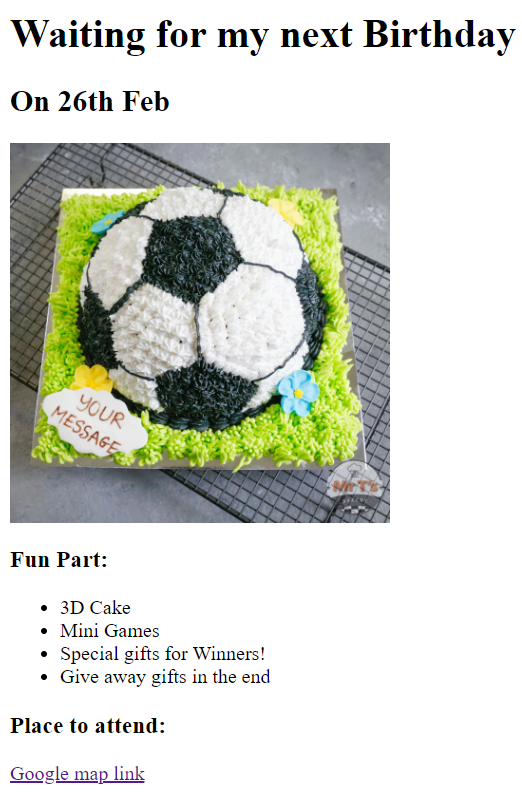 Waiting for my next Birthday
On 26th Feb
YOUR
MESSAGE
Mr T's
Fun Part:
3D Cake
Mini Games
Special gifts for Winners!
Give away gifts in the end
Place to attend:
Google map link